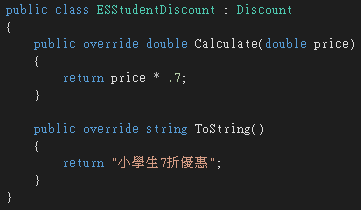 public class ESStudentDiscount : Discount
{
    public override double Calculate(double price)
    {
        return price * .7;
    }

    public override string ToString()
    {
        return "小學生7折優惠";
    }
}